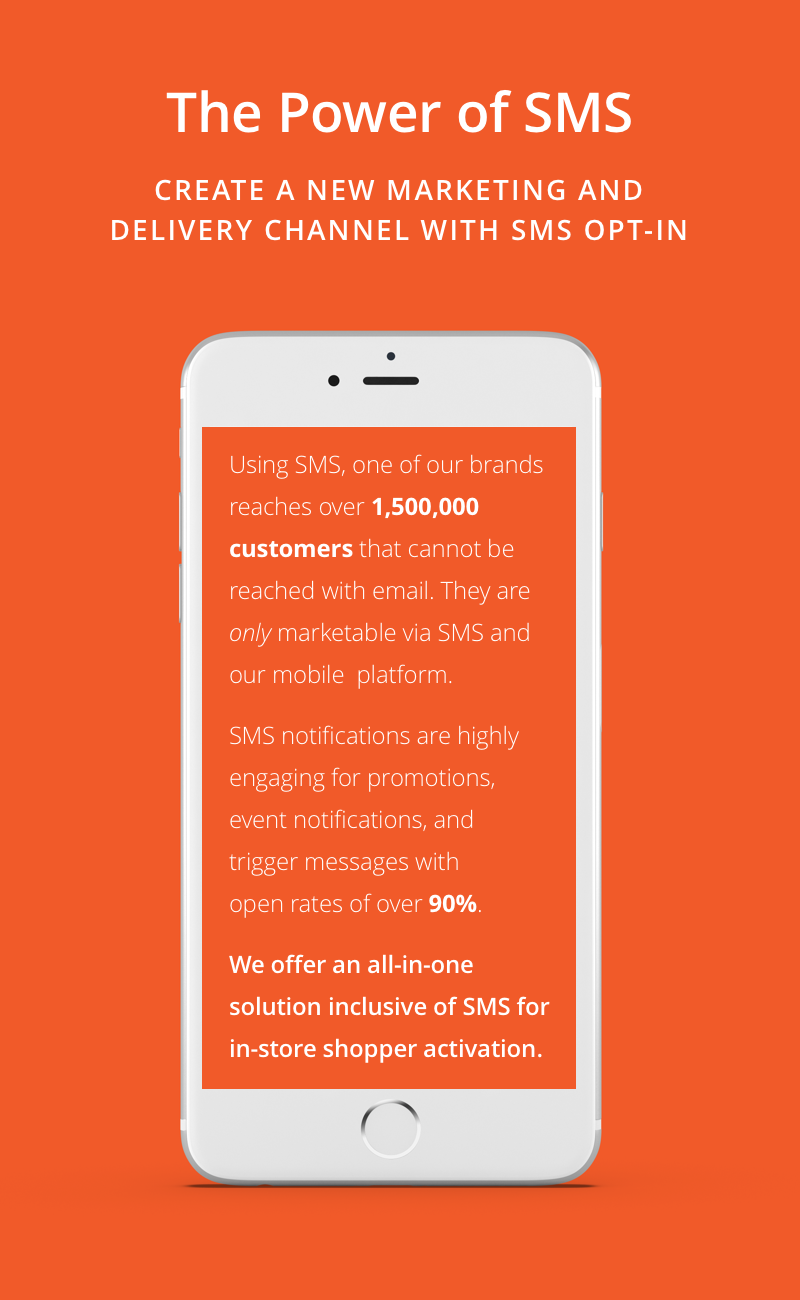 The Power of SMS
CREATE A NEW MARKETING AND
DELIVERY CHANNEL WITH SMS OPT-IN
Using SMS, one of our brands
reaches over 1,500,000
customers that cannot be
reached with email. They are
only marketable via SMS and
our mobile  platform.
SMS notifications are highly
engaging for promotions,
event notifications, and
trigger messages with
open rates of over 90%.
We offer an all-in-one
solution inclusive of SMS for
in-store shopper activation.